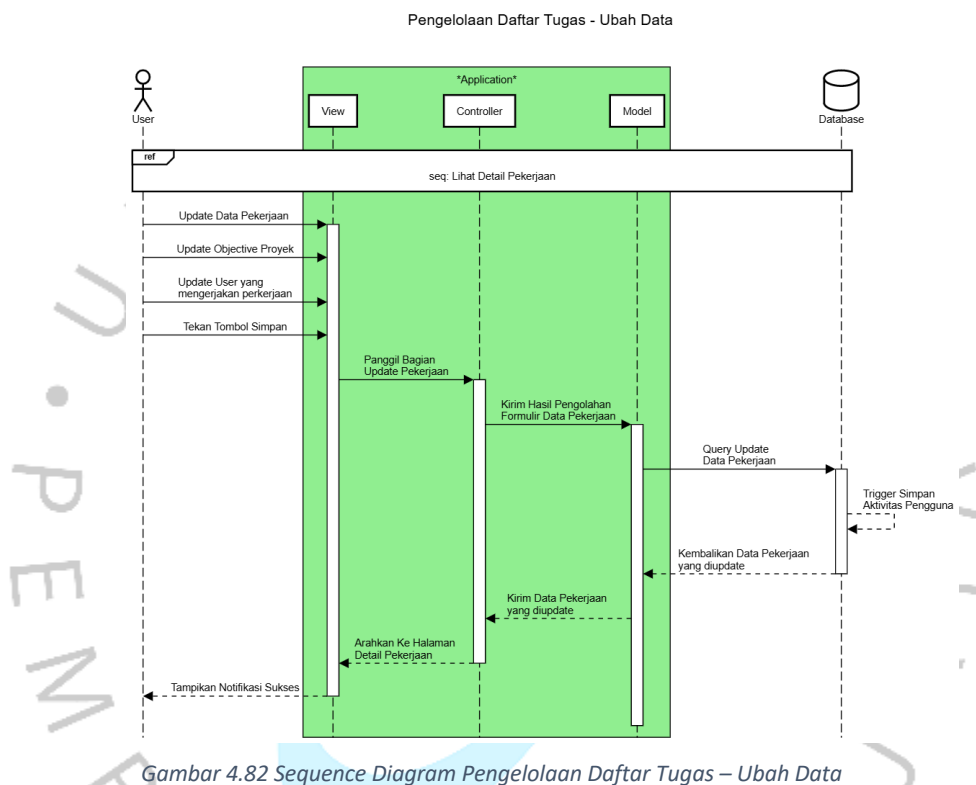 Pengelolaan Daftar Tugas - Ubah Data
*Application*
User
View
Controller
Model
Database
ref
seq: Lihat Detail Pekerjaan
Update Data Pekerjaan
Update Objective Proyek
Update User yang
mengerjakan perkerjaan
Tekan Tombol Simpan
Panggil Bagian
Update Pekerjaan
Kirim Hasil Pengolahan
Formulir Data Pekerjaan
Query Update
Data Pekerjaan
Trigger Simpan
Aktivitas Pengguna
Kembalikan Data Pekerjaan
yang diupdate
Kirim Data Pekerjaan
yang diupdate
Arahkan Ke Halaman
Detail Pekerjaan
Tampikan Notifikasi Sukses
Gambar 4.82 Sequence Diagram Pengelolaan Daftar Tugas – Ubah Data